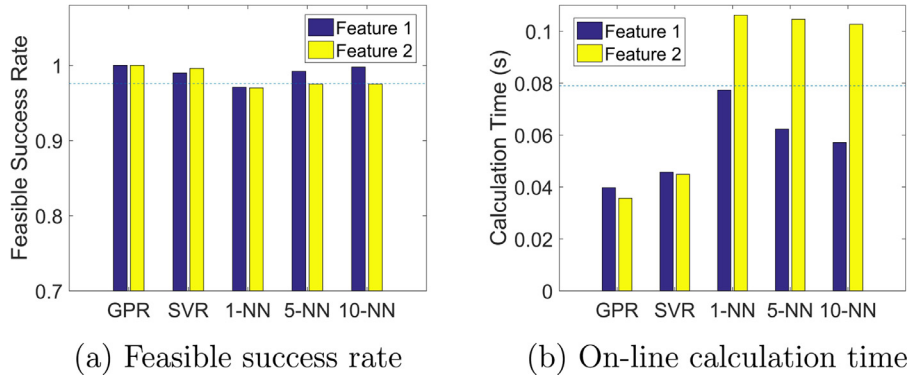 Feasible Success Rate
1
0.9
0.8
0.7
Feature 1
Feature 2
GPR SVR 1-NN 5-NN 10-NN
(a) Feasible success rate
Calculation Time (s)
0.1
0.08
0.06
0.04
0.02
0
Feature 1
Feature 2
GPR SVR 1-NN 5-NN 10-NN
(b) On-line calculation time